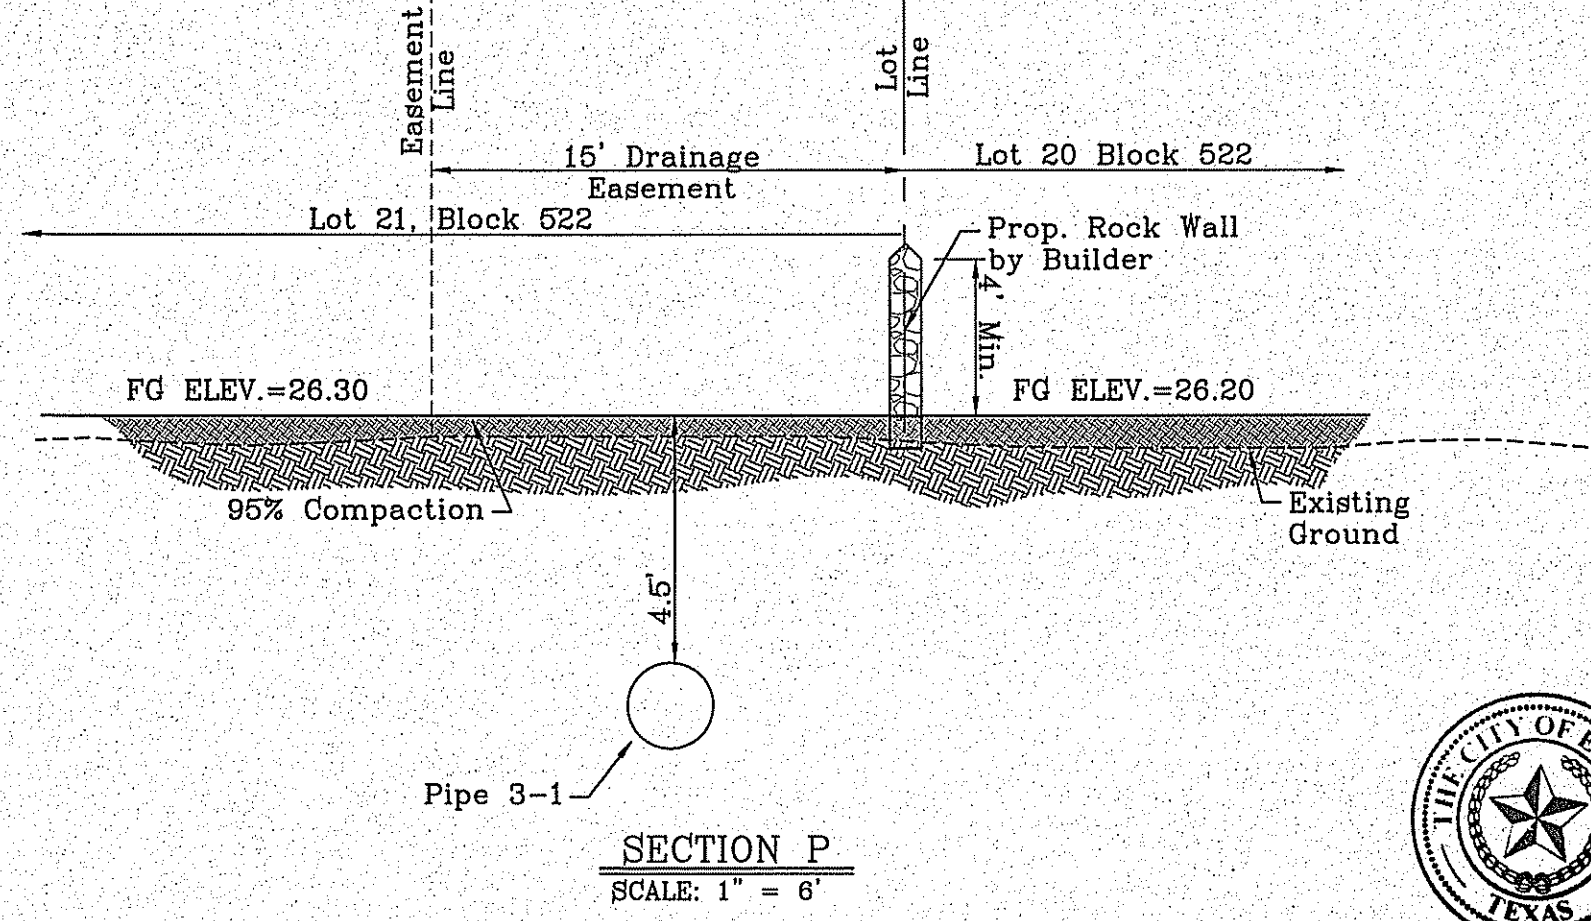 Easement
Line
Lot
Line
15' Drainage
Easement
Lot 20 Block 522
Lot 21, Block 522
Prop. Rock Wall
by Builder
4' Min.
FG ELEV.=26.30
FG ELEV.=26.20
95% Compaction
Existing
Ground
4.5'
Pipe 3-1
SECTION P
SCALE: 1" = 6'
THE CITY OF E
TEXAS